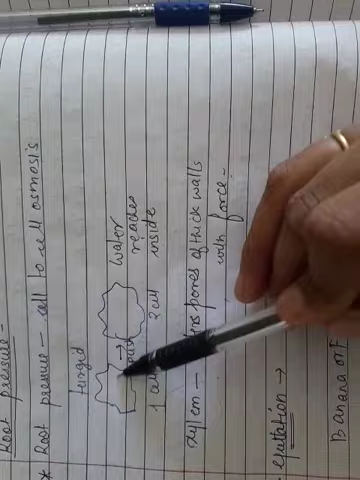 Root pressure -
* Root pressure - cell to cell osmosis
turgid
water
reaches
1 cell 2 cell inside
Xylem - pores of thick walls
with force.
guttation →
Banana